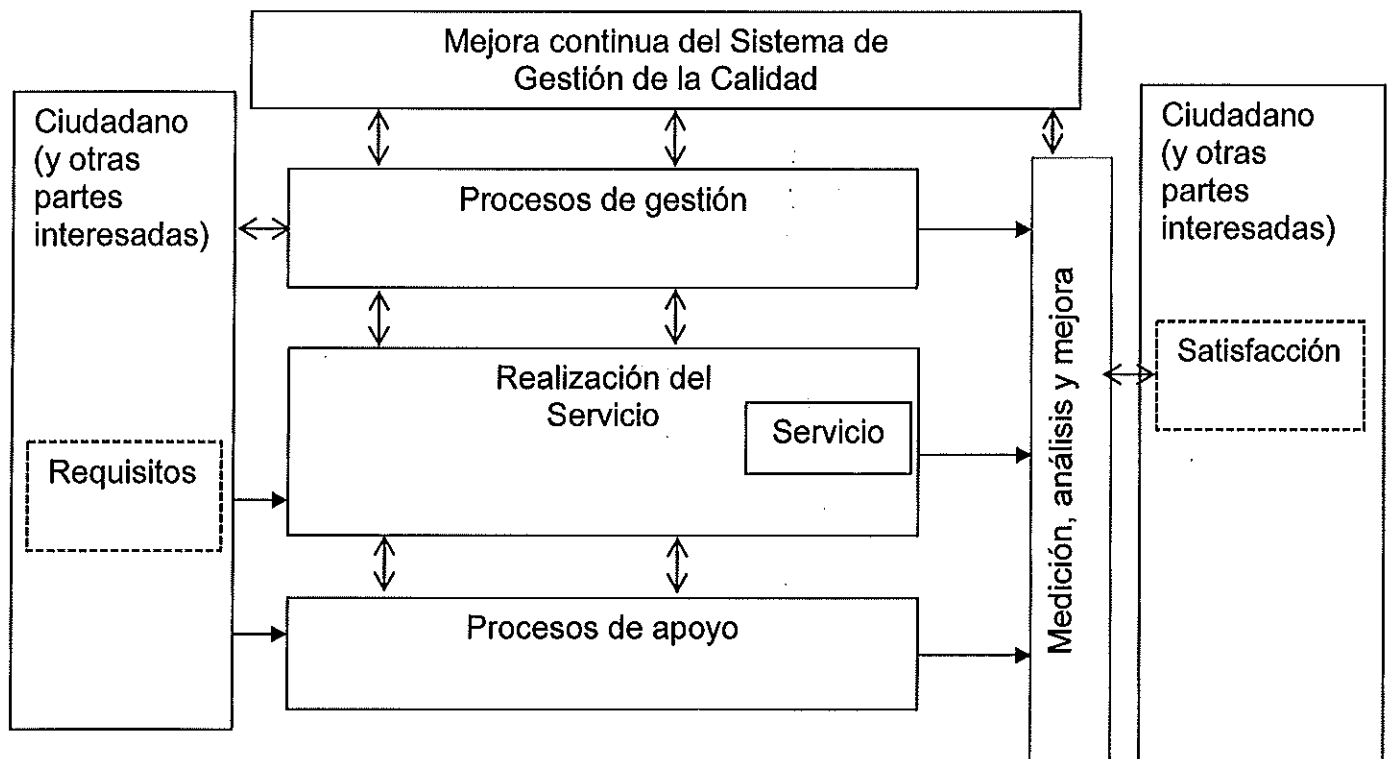 Mejora continua del Sistema de
Gestión de la Calidad
Ciudadano
(y otras
partes
interesadas)
Requisitos
Procesos de gestión
Realización del
Servicio
Servicio
Procesos de apoyo
Medición, análisis y mejora
Ciudadano
(y otras
partes
interesadas)
Satisfacción